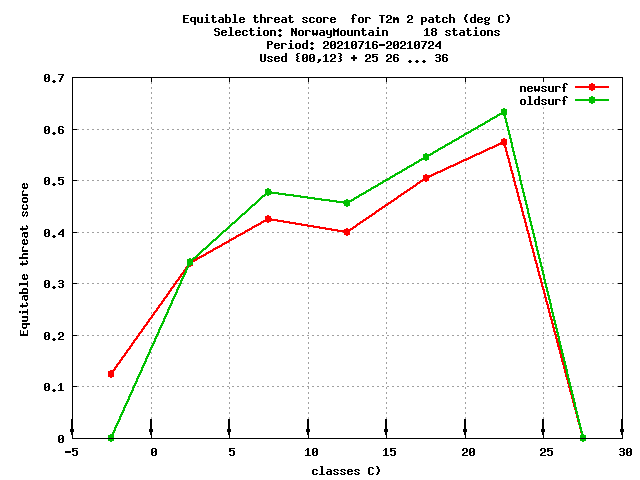 Equitable threat score  for T2m 2 patch (deg C)
Selection: NorwayMountain     18 stations
Period: 20210716-20210724
Used {00,12} + 25 26 ... 36
newsurf
oldsurf
Equitable threat score
0.7
0.6
0.5
0.4
0.3
0.2
0.1
0
-5 0 5 10 15 20 25 30
classes C)